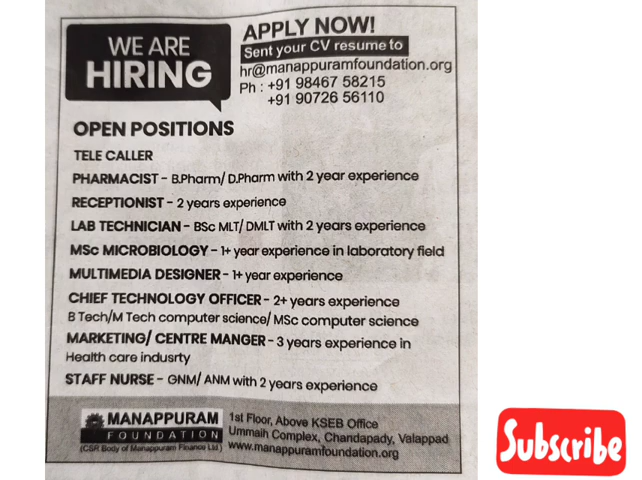 WE ARE
HIRING
APPLY NOW!
Sent your CV resume to
hr@manappuramfoundation.org
Ph : +91 98467 58215
+91 90726 56110
OPEN POSITIONS
TELE CALLER
PHARMACIST - B.Pharm/ D.Pharm with 2 year experience
RECEPTIONIST - 2 years experience
LAB TECHNICIAN - BSc MLT/ DMLT with 2 years experience
MSc MICROBIOLOGY - 1+ year experience in laboratory field
MULTIMEDIA DESIGNER - 1+ year experience
CHIEF TECHNOLOGY OFFICER - 2+ years experience
B Tech/M Tech computer science/ MSc computer science
MARKETING/ CENTRE MANGER - 3 years experience in
Health care indusrty
STAFF NURSE - GNM/ ANM with 2 years experience
MANAPPURAM
FOUNDATION
(CSR Body of Manappuram Finance Ltd)
1st Floor, Above KSEB Office
Ummaih Complex, Chandapady, Valappad
www.manappuramfoundation.org
Subscribe